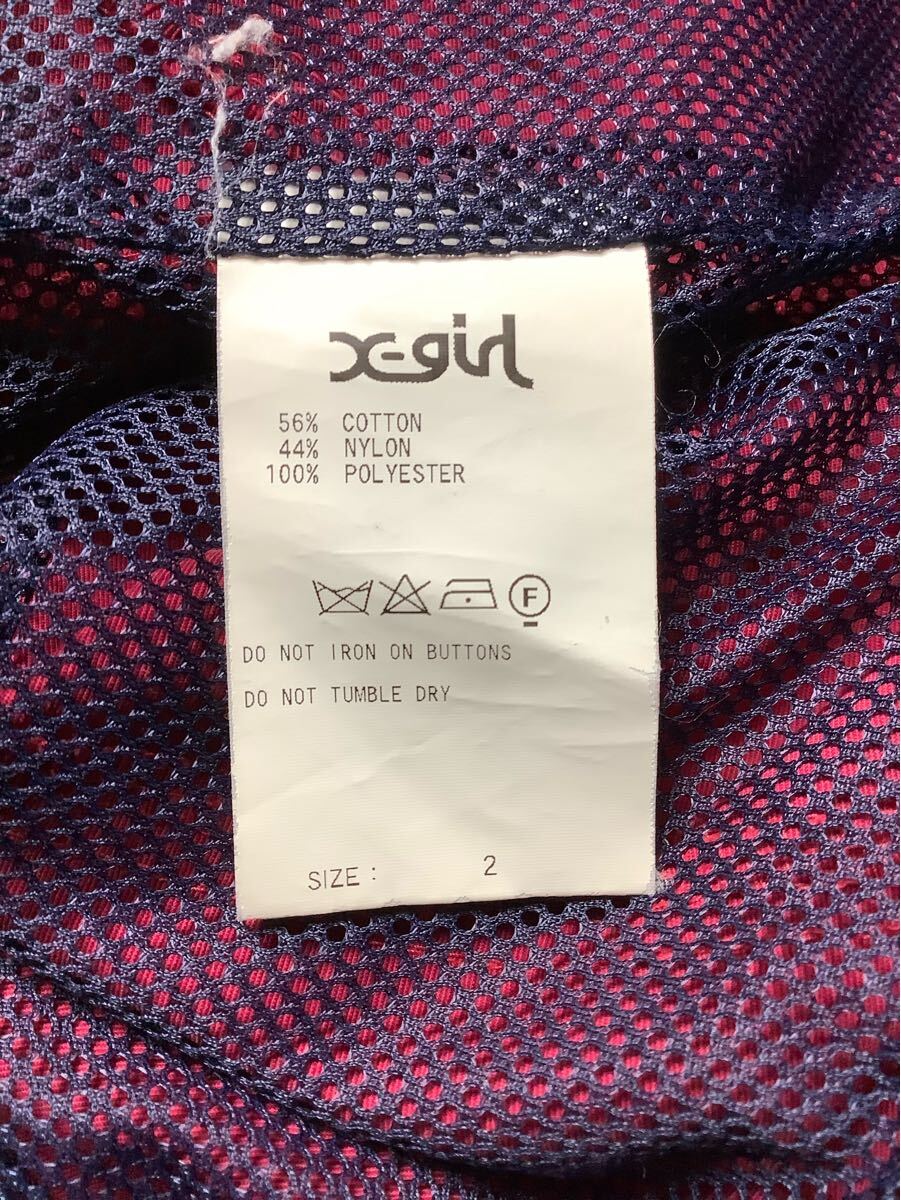 X-girl
56% COTTON
44% NYLON
100% POLYESTER
F
DO NOT IRON ON BUTTONS
DO NOT TUMBLE DRY
SIZE : 2